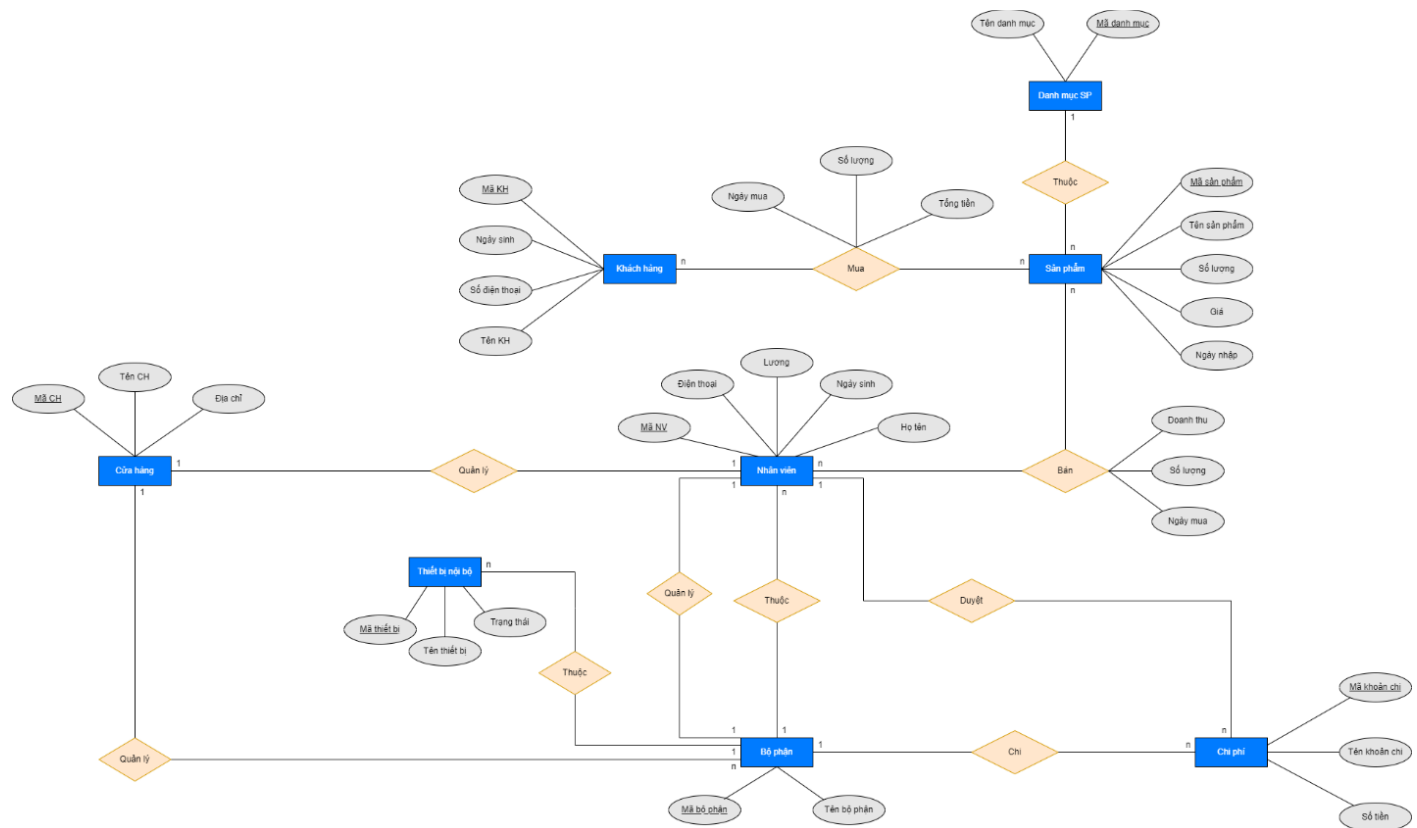 Tên danh mục
Mã danh mục
Danh mục SP
1
Thuộc
n
Số lượng
Ngày mua
Tổng tiền
Mã KH
Ngày sinh
Số điện thoại
Tên KH
Khách hàng
n
Mua
n
Sản phẩm
n
Mã sản phẩm
Tên sản phẩm
Số lượng
Giá
Ngày nhập
Tên CH
Mã CH
Địa chỉ
Cửa hàng
1
1
Quản lý
Lương
Điện thoại
Ngày sinh
Mã NV
Họ tên
1
Nhân viên
n
1
n
1
Bán
Doanh thu
Số lượng
Ngày mua
Thiết bị nội bộ
n
Mã thiết bị
Tên thiết bị
Trạng thái
Quản lý
Thuộc
Duyệt
Thuộc
Quản lý
1
1
1
n
Bộ phận
1
Chi
n
n
Chi phí
Mã bộ phận
Tên bộ phận
Mã khoản chi
Tên khoản chi
Số tiền